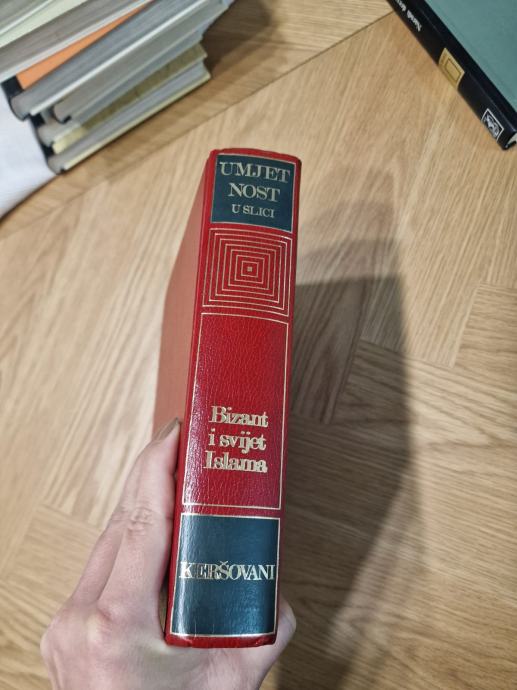 UMJET
NOST
U SLICI
Bizant
i svijet
Islama
KERŠOVANI